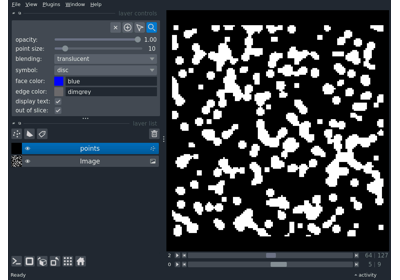 File View Plugins Window Help
layer controls
opacity: 1.00
point size: 10
blending: translucent
symbol: disc
face color: blue
edge color: dimgrey
display text:
out of slice:
layer list
points
Image
2 64 127
0 5 9
Ready activity